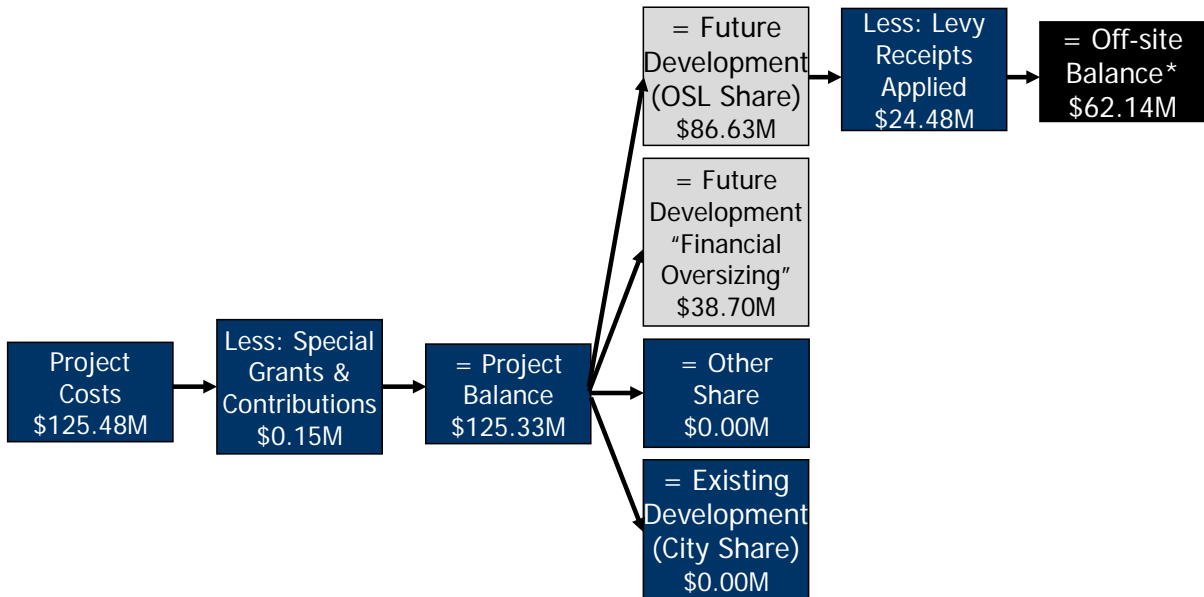 Project
Costs
$125.48M
Less: Special
Grants &
Contributions
$0.15M
= Project
Balance
$125.33M
= Future
Development
(OSL Share)
$86.63M
Less: Levy
Receipts
Applied
$24.48M
= Off-site
Balance*
$62.14M
= Future
Development
“Financial
Oversizing”
$38.70M
= Other
Share
$0.00M
= Existing
Development
(City Share)
$0.00M